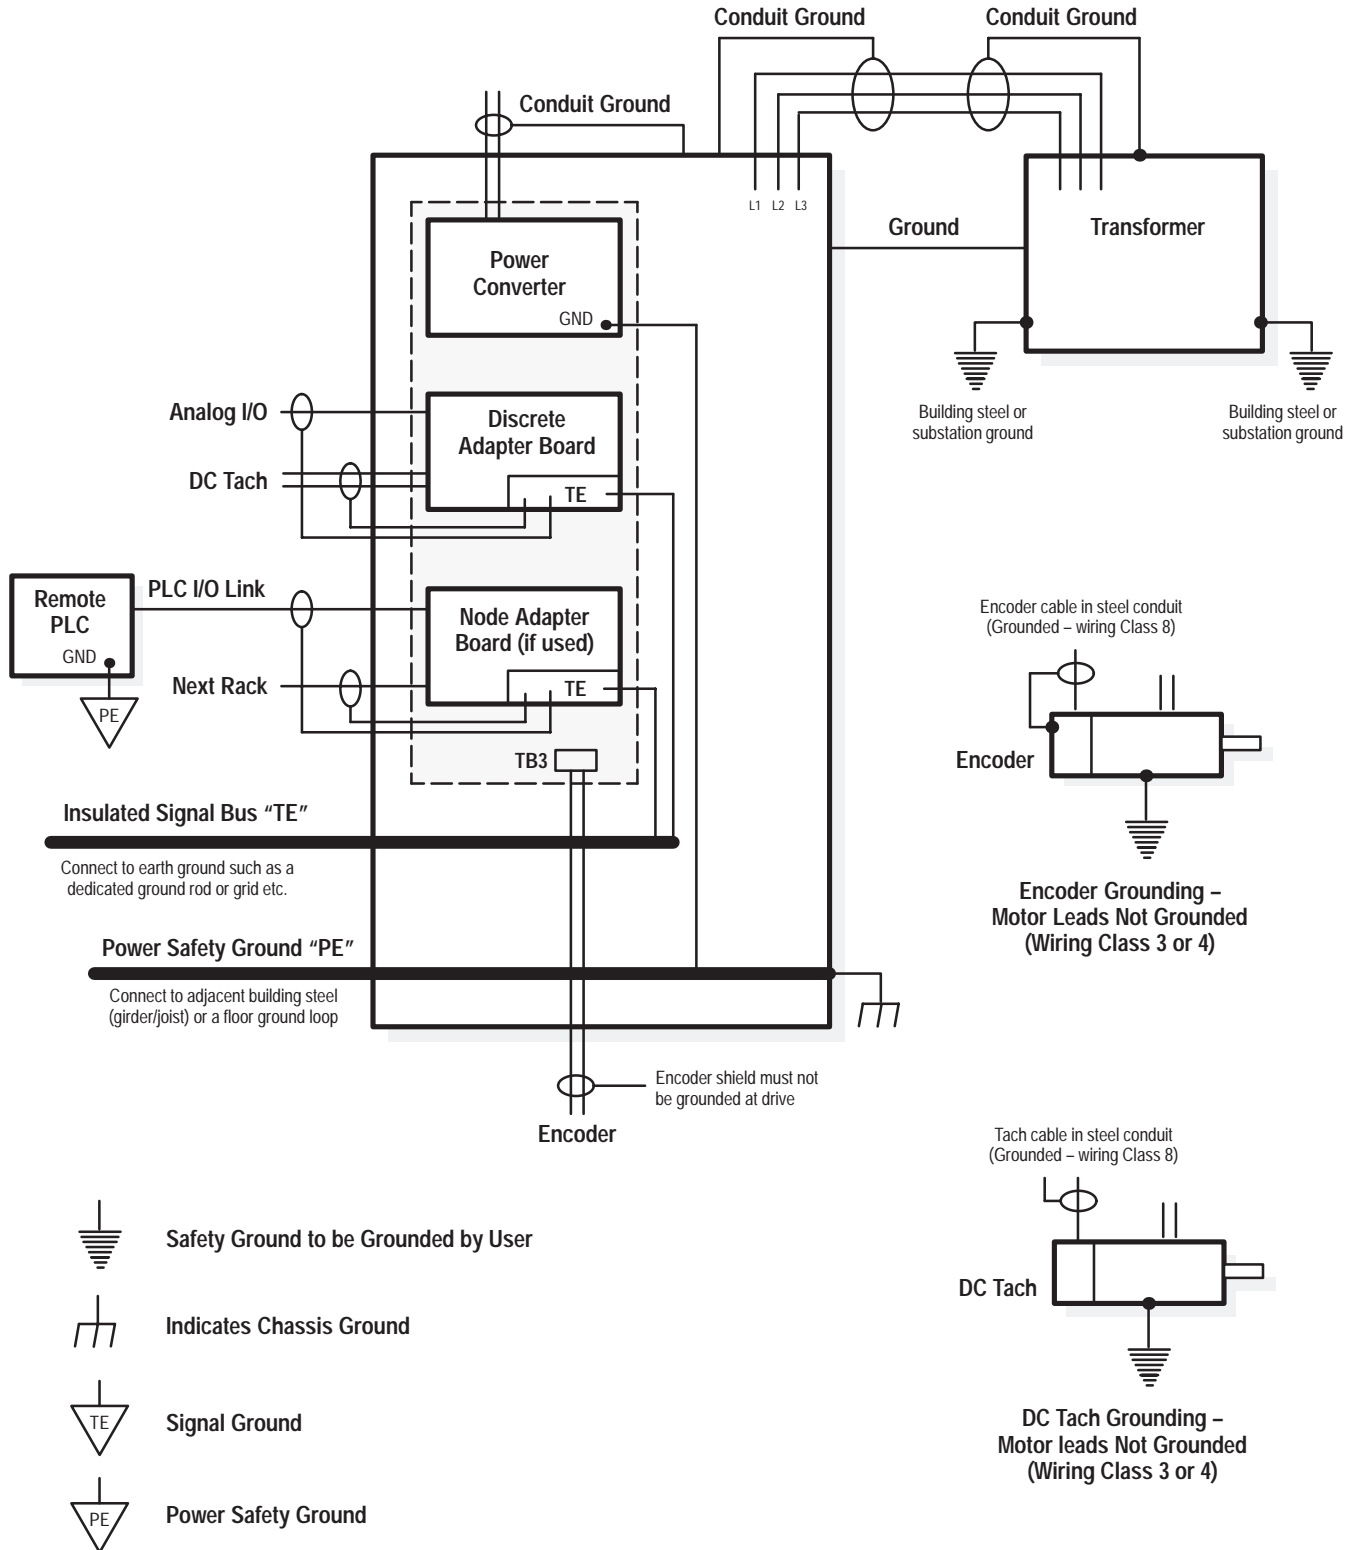 Conduit Ground
Conduit Ground
Conduit Ground
L1 L2 L3
Ground
Transformer
Power
Converter
GND
Building steel or
substation ground
Building steel or
substation ground
Analog I/O
DC Tach
Discrete
Adapter Board
TE
Remote
PLC
GND
PE
PLC I/O Link
Next Rack
Node Adapter
Board (if used)
TE
TB3
Encoder cable in steel conduit
(Grounded – wiring Class 8)
Encoder
Encoder Grounding –
Motor Leads Not Grounded
(Wiring Class 3 or 4)
Insulated Signal Bus “TE”
Connect to earth ground such as a
dedicated ground rod or grid etc.
Power Safety Ground “PE”
Connect to adjacent building steel
(girder/joist) or a floor ground loop
Encoder shield must not
be grounded at drive
Encoder
Tach cable in steel conduit
(Grounded – wiring Class 8)
DC Tach
DC Tach Grounding –
Motor leads Not Grounded
(Wiring Class 3 or 4)
Safety Ground to be Grounded by User
Indicates Chassis Ground
TE
Signal Ground
PE
Power Safety Ground